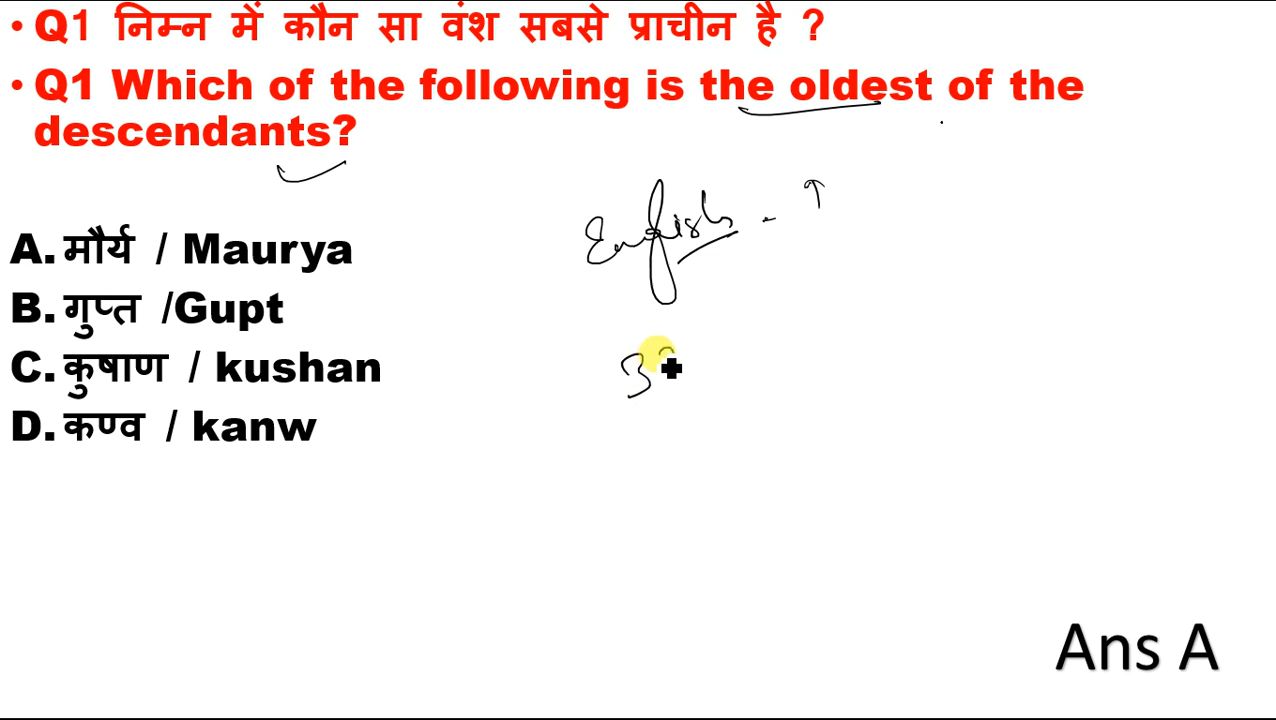 • Q1 निम्न में कौन सा वंश सबसे प्राचीन है ?
• Q1 Which of the following is the oldest of the
descendants?
English - ↑
A. मौर्य / Maurya
B. गुप्त /Gupt
C. कुषाण / kushan
3
D. कण्व / kanw
Ans A